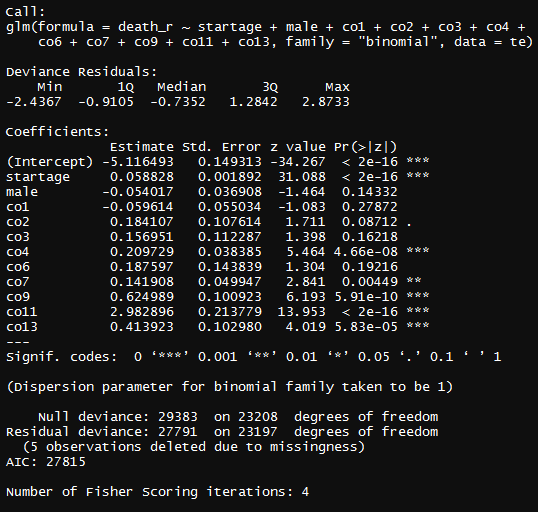 Call:
glm(formula = death_r ~ startage + male + co1 + co2 + co3 + co4 +
    co6 + co7 + co9 + co11 + co13, family = "binomial", data = te)
Deviance Residuals:
    Min       1Q   Median       3Q      Max
-2.4367  -0.9105  -0.7352   1.2842   2.8733
Coefficients:
             Estimate Std. Error z value Pr(>|z|)
(Intercept) -5.116493   0.149313 -34.267  < 2e-16 ***
startage     0.058828   0.001892  31.088  < 2e-16 ***
male        -0.054017   0.036908  -1.464  0.14332
co1         -0.059614   0.055034  -1.083  0.27872
co2          0.184107   0.107614   1.711  0.08712 .
co3          0.156951   0.112287   1.398  0.16218
co4          0.209729   0.038385   5.464 4.66e-08 ***
co6          0.187597   0.143839   1.304  0.19216
co7          0.141908   0.049947   2.841  0.00449 **
co9          0.624989   0.100923   6.193 5.91e-10 ***
co11         2.982896   0.213779  13.953  < 2e-16 ***
co13         0.413923   0.102980   4.019 5.83e-05 ***
---
Signif. codes:  0 ‘***’ 0.001 ‘**’ 0.01 ‘*’ 0.05 ‘.’ 0.1 ‘ ’ 1
(Dispersion parameter for binomial family taken to be 1)
    Null deviance: 29383  on 23208  degrees of freedom
Residual deviance: 27791  on 23197  degrees of freedom
  (5 observations deleted due to missingness)
AIC: 27815
Number of Fisher Scoring iterations: 4